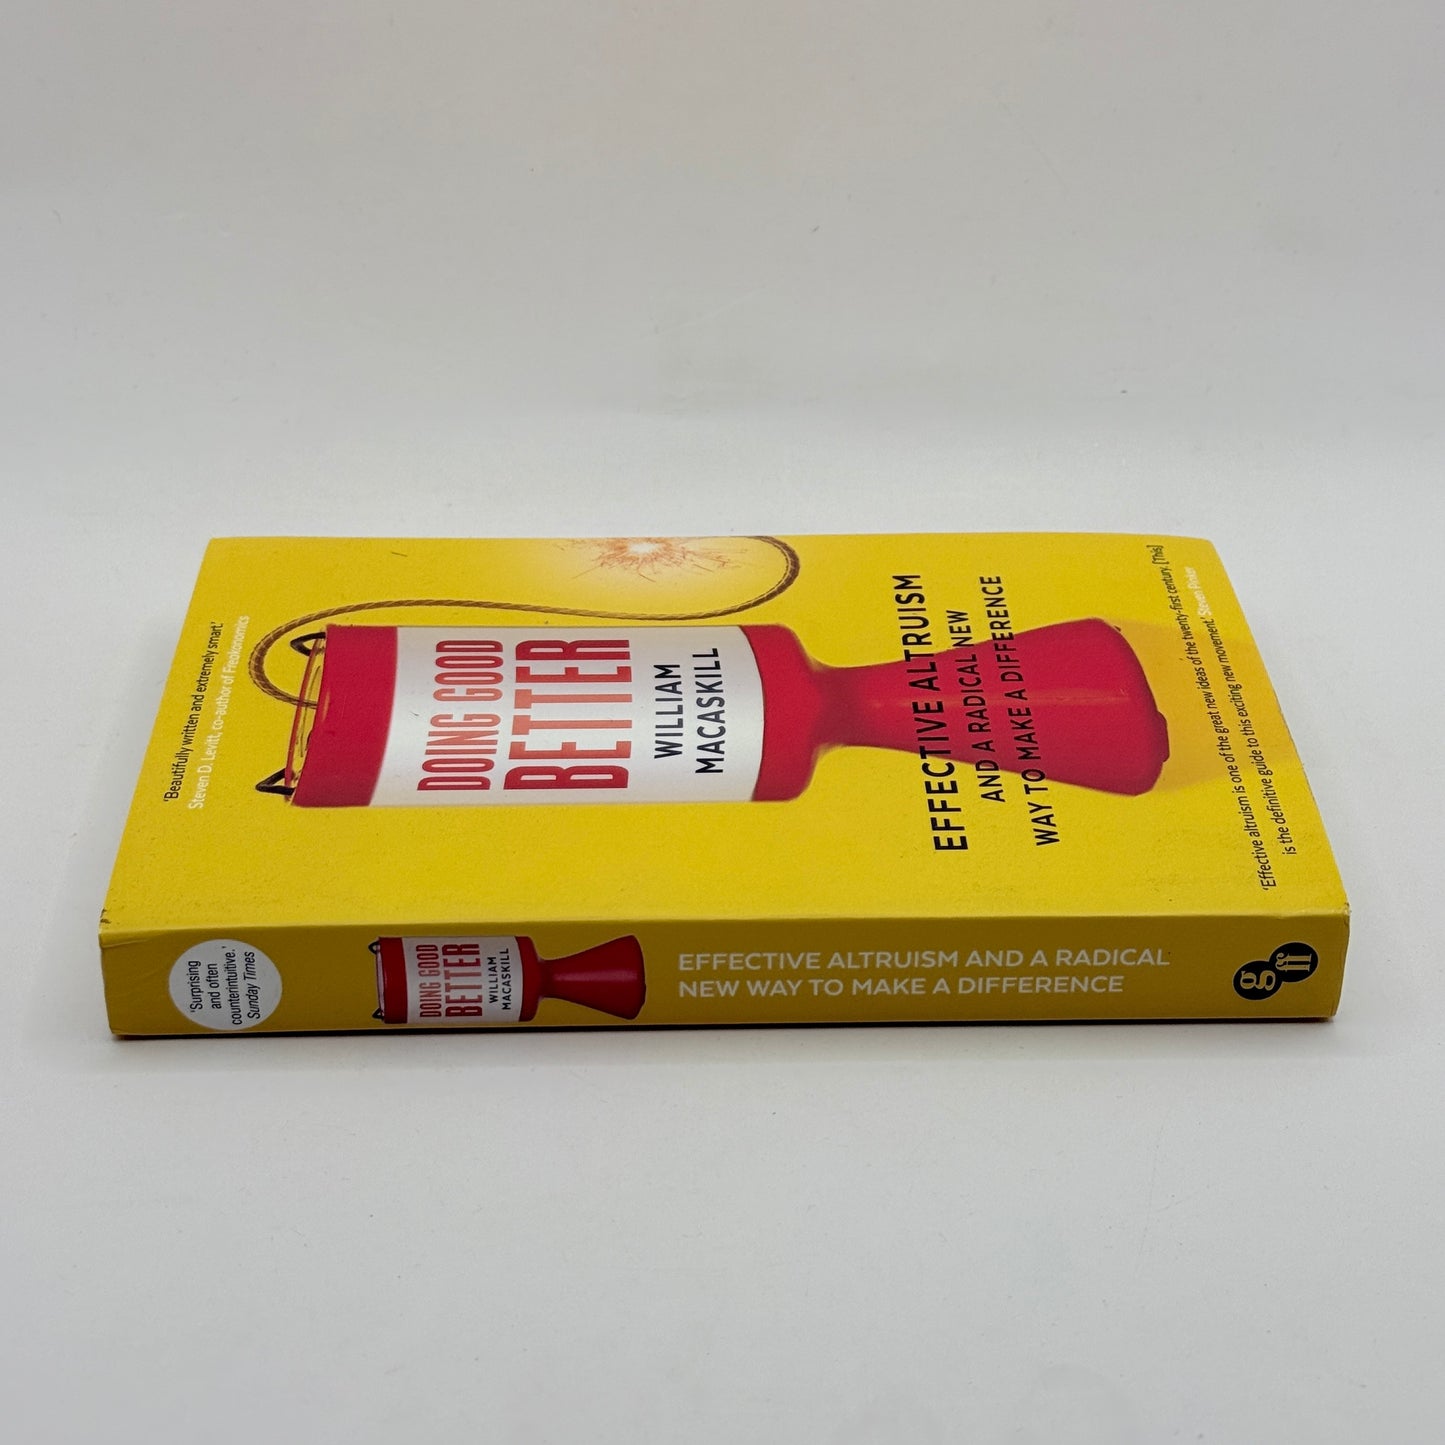 'Beautifully written and extremely smart.'
Steven D. Levitt, co-author of Freakonomics
DOING GOOD
BETTER
WILLIAM
MACASKILL
EFFECTIVE ALTRUISM
AND A RADICAL NEW
WAY TO MAKE A DIFFERENCE
'Effective altruism is one of the great new ideas of the twenty-first century. [This]
is the definitive guide to this exciting new movement.' Steven Pinker
'Surprising
and often
counterintuitive.'
Sunday Times
DOING GOOD
BETTER
WILLIAM
MACASKILL
EFFECTIVE ALTRUISM AND A RADICAL
NEW WAY TO MAKE A DIFFERENCE
g
ff